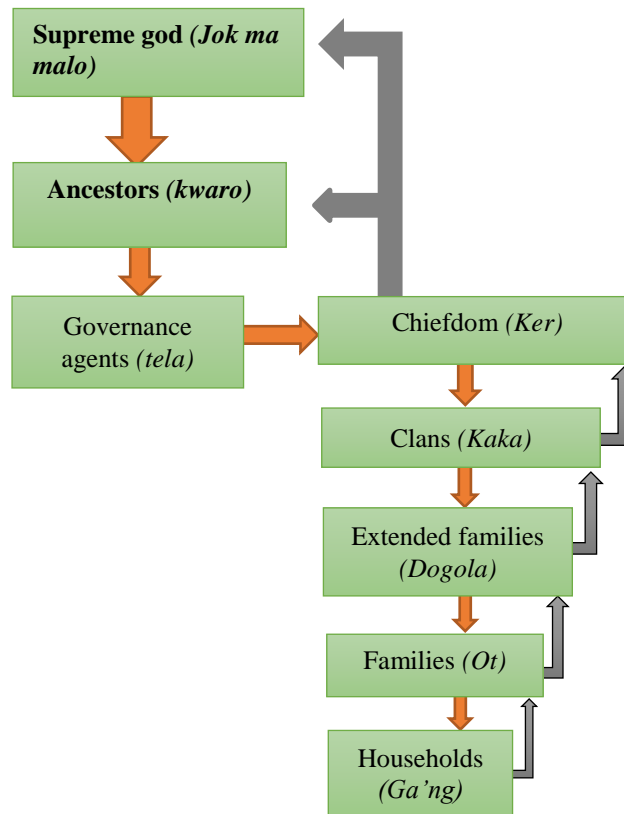 Supreme god (Jok ma
malo)
Ancestors (kwaro)
Governance
agents (tela)
Chiefdom (Ker)
Clans (Kaka)
Extended families
(Dogola)
Families (Ot)
Households
(Ga’ng)